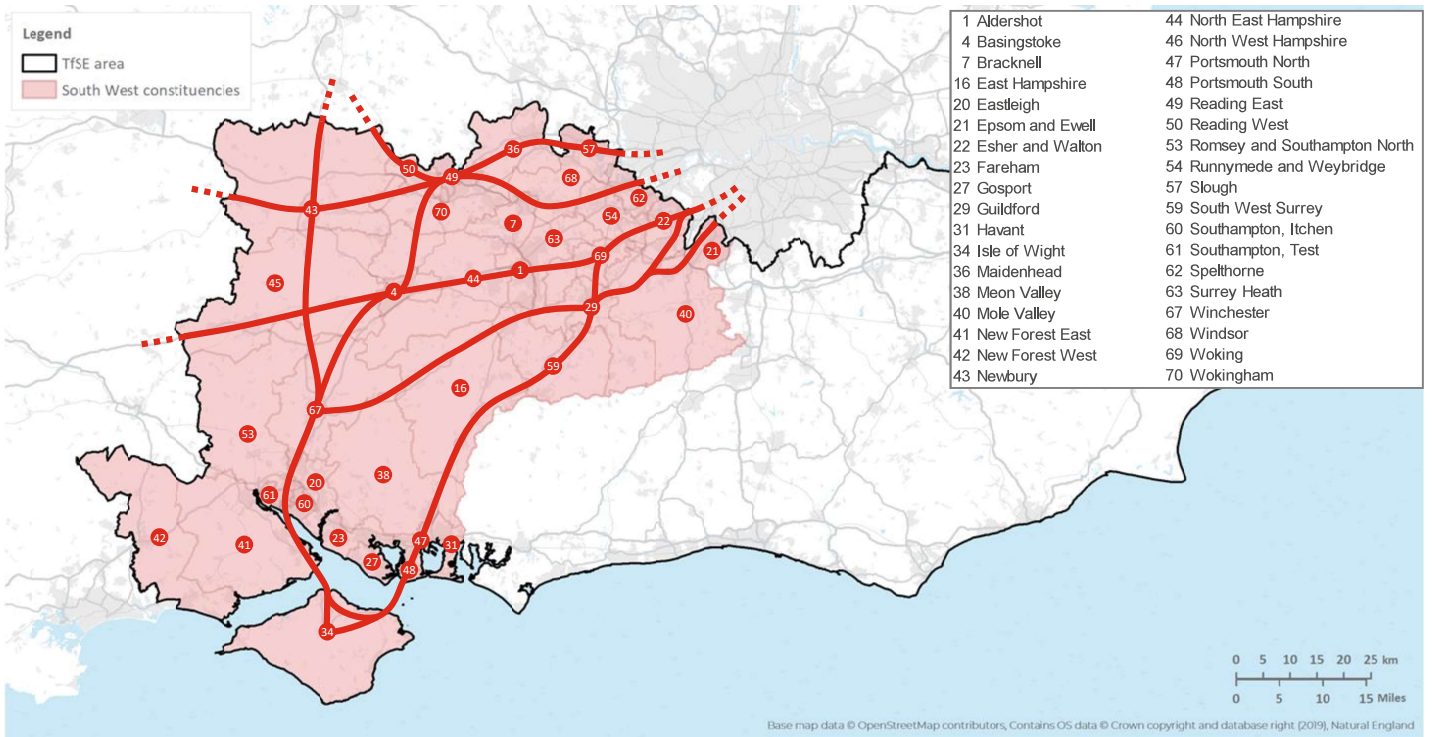 Legend
TfSE area
South West constituencies
1 Aldershot
4 Basingstoke
7 Bracknell
16 East Hampshire
20 Eastleigh
21 Epsom and Ewell
22 Esher and Walton
23 Fareham
27 Gosport
29 Guildford
31 Havant
34 Isle of Wight
36 Maidenhead
38 Meon Valley
40 Mole Valley
41 New Forest East
42 New Forest West
43 Newbury
44 North East Hampshire
46 North West Hampshire
47 Portsmouth North
48 Portsmouth South
49 Reading East
50 Reading West
53 Romsey and Southampton North
54 Runnymede and Weybridge
57 Slough
59 South West Surrey
60 Southampton, Itchen
61 Southampton, Test
62 Spelthorne
63 Surrey Heath
67 Winchester
68 Windsor
69 Woking
70 Wokingham
36
57
50
49
68
62
43
70
7
54
22
63
69
21
45
4
44
1
29
40
59
16
67
53
38
20
61
60
42
41
23
47
31
27
48
34
0 5 10 15 20 25 km
0 5 10 15 Miles
Base map data © OpenStreetMap contributors, Contains OS data © Crown copyright and database right (2019), Natural England